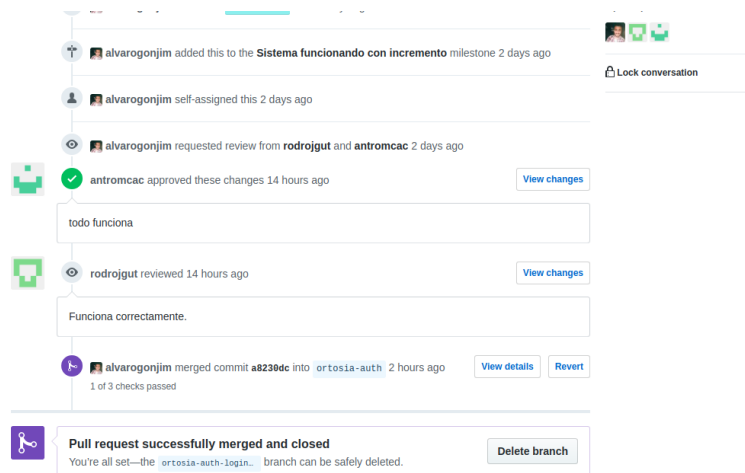 alvarogonjim added this to the Sistema funcionando con incremento milestone 2 days ago
Lock conversation
alvarogonjim self-assigned this 2 days ago
alvarogonjim requested review from rodrojgut and antromcac 2 days ago
antromcac approved these changes 14 hours ago
View changes
todo funciona
rodrojgut reviewed 14 hours ago
View changes
Funciona correctamente.
alvarogonjim merged commit a8230dc into ortosia-auth 2 hours ago
View details
Revert
1 of 3 checks passed
Pull request successfully merged and closed
You're all set—the ortosia-auth-login… branch can be safely deleted.
Delete branch